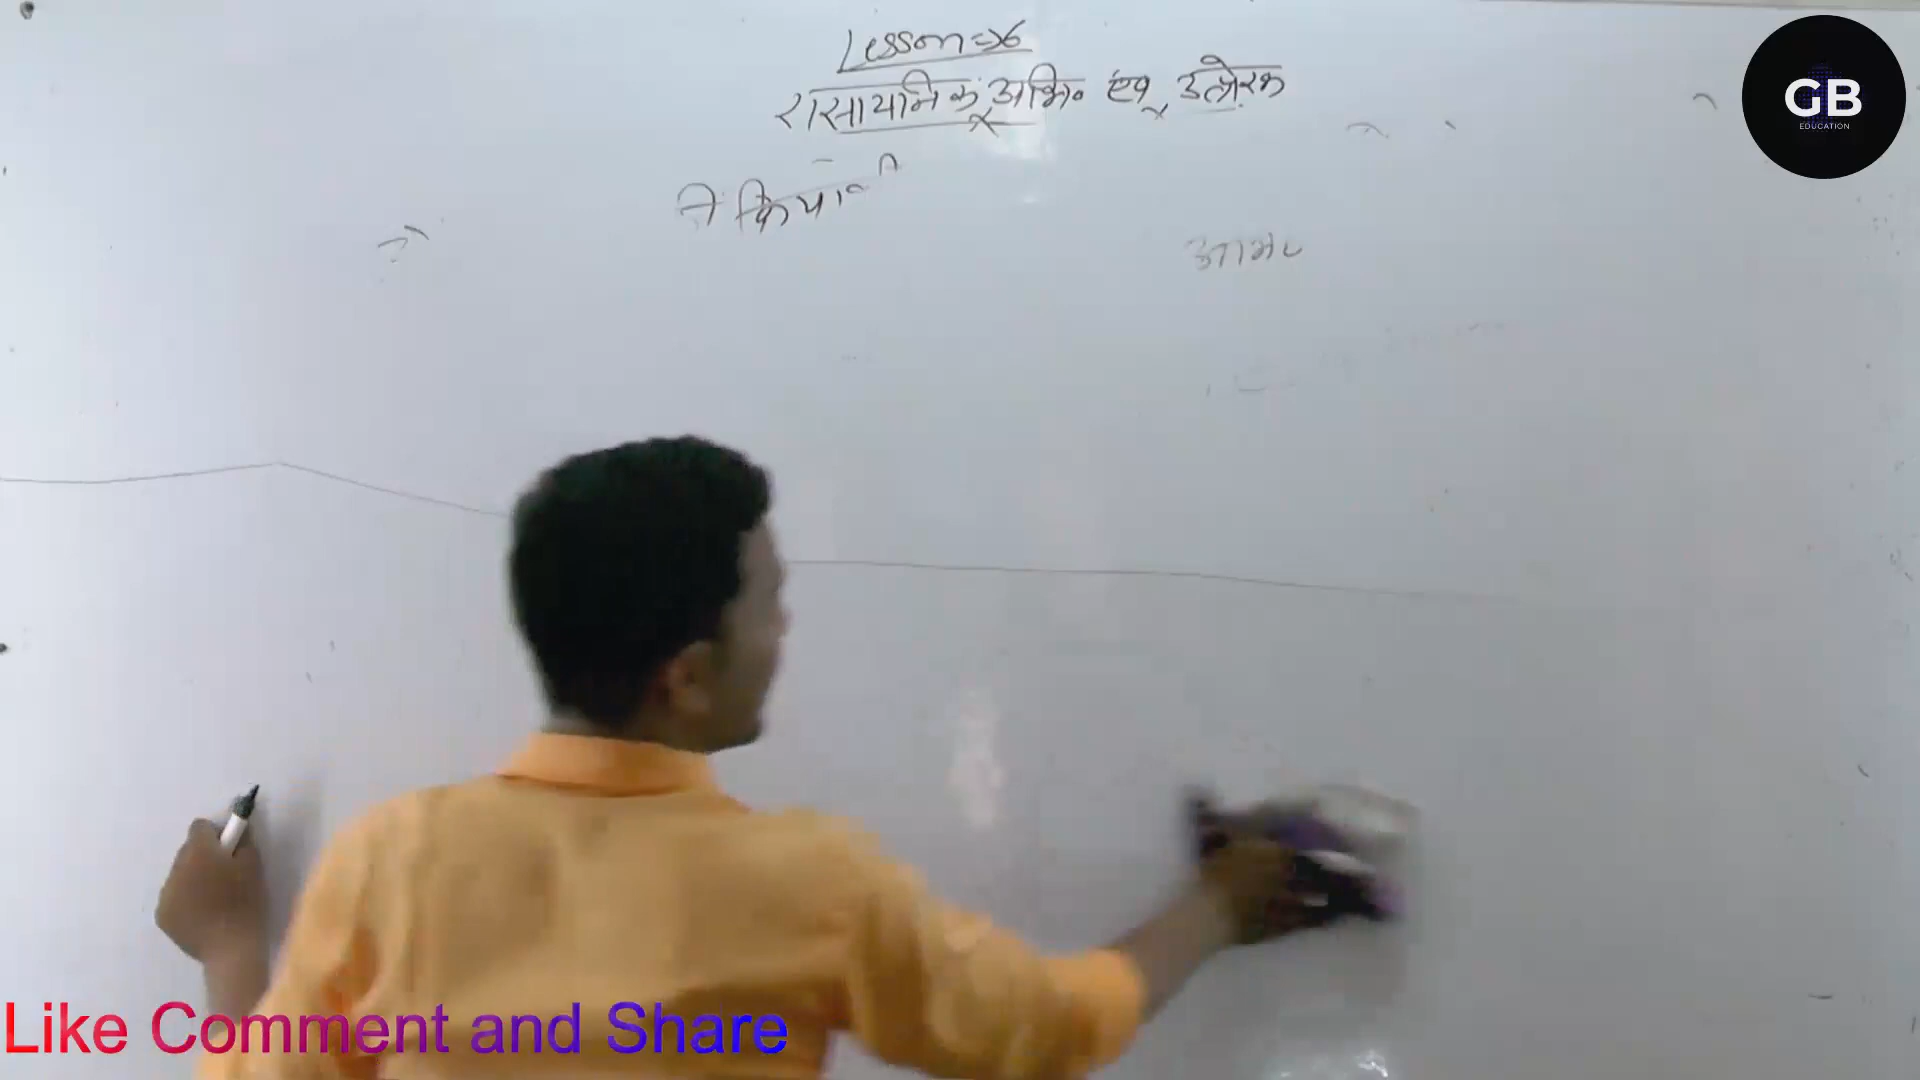 Lesson=>6
रासायनिक अभि० एवं उत्प्रेरक
क्रिया
GB
EDUCATION
Like Comment and Share